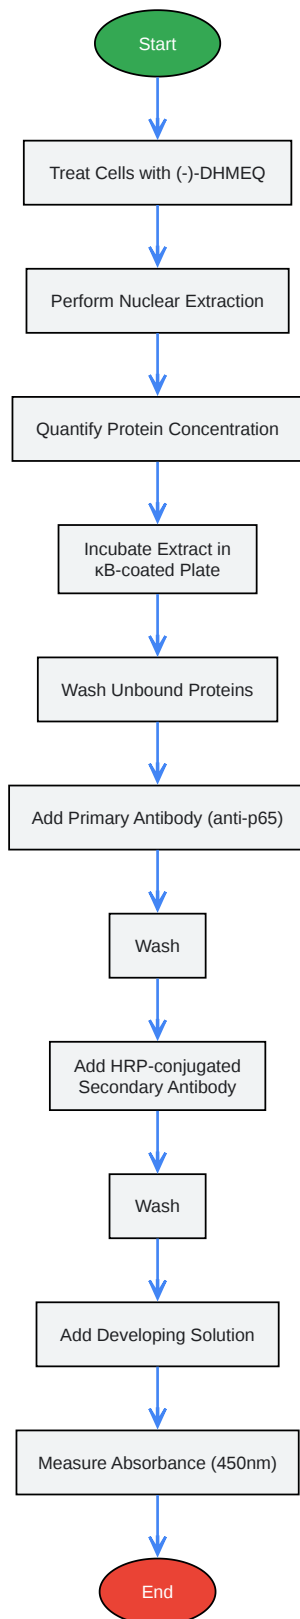 Start
Treat Cells with (-)-DHMEQ
Perform Nuclear Extraction
Quantify Protein Concentration
Incubate Extract in
κB-coated Plate
Wash Unbound Proteins
Add Primary Antibody (anti-p65)
Wash
Add HRP-conjugated
Secondary Antibody
Wash
Add Developing Solution
Measure Absorbance (450nm)
End